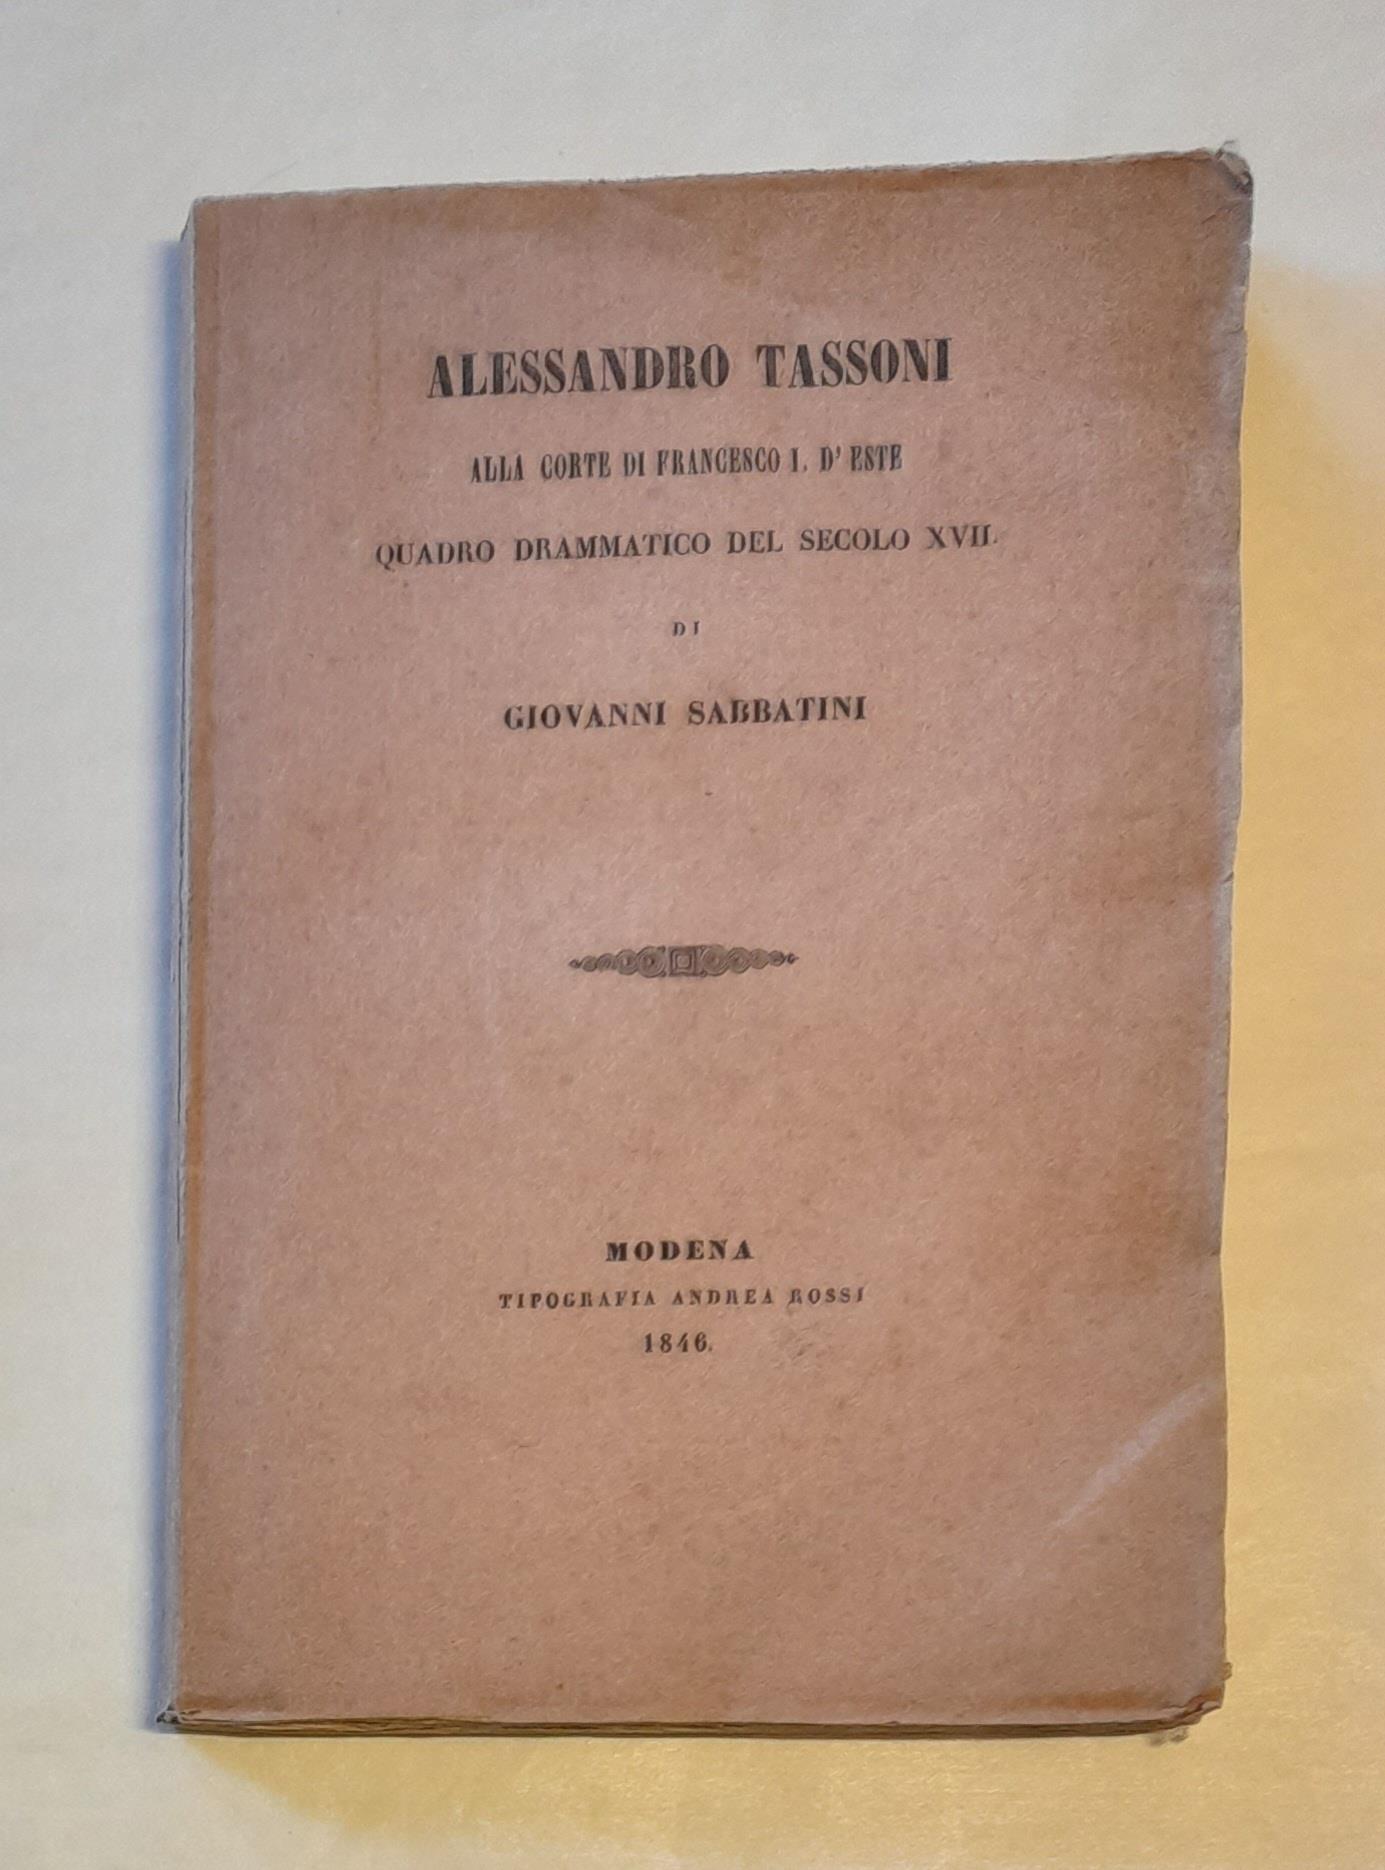 ALESSANDRO TASSONI
ALLA CORTE DI FRANCESCO I. D' ESTE
QUADRO DRAMMATICO DEL SECOLO XVII.
DI
GIOVANNI SABBATINI
MODENA
TIPOGRAFIA ANDREA ROSSI
1846.